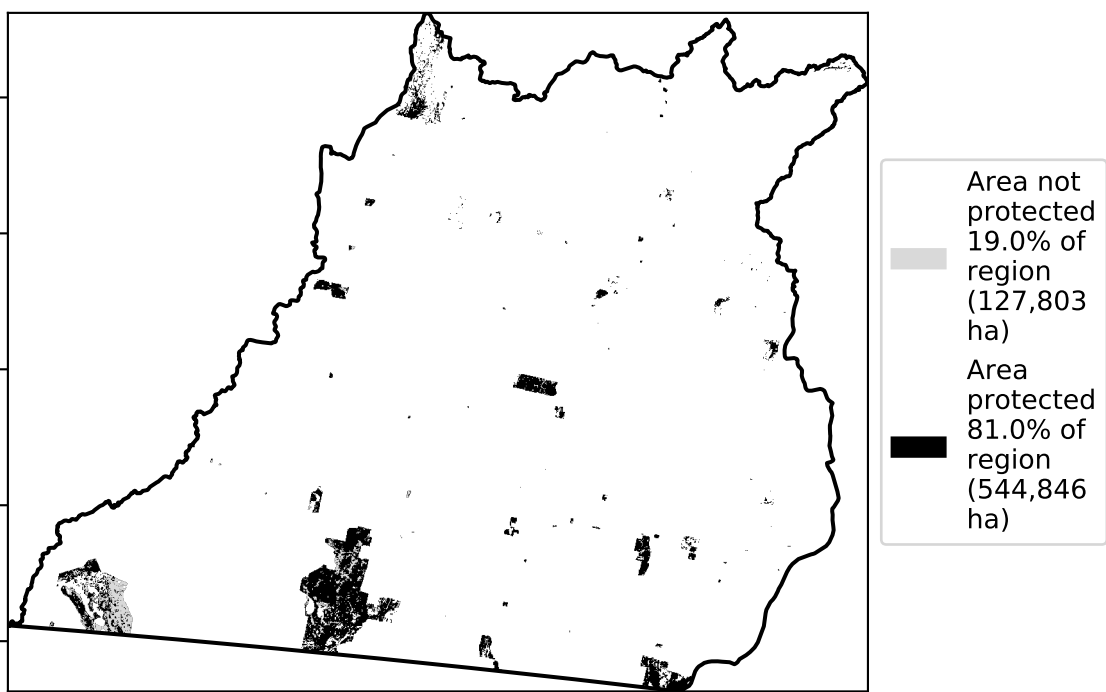 Area not
protected
19.0% of
region
(127,803
ha)
Area
protected
81.0% of
region
(544,846
ha)